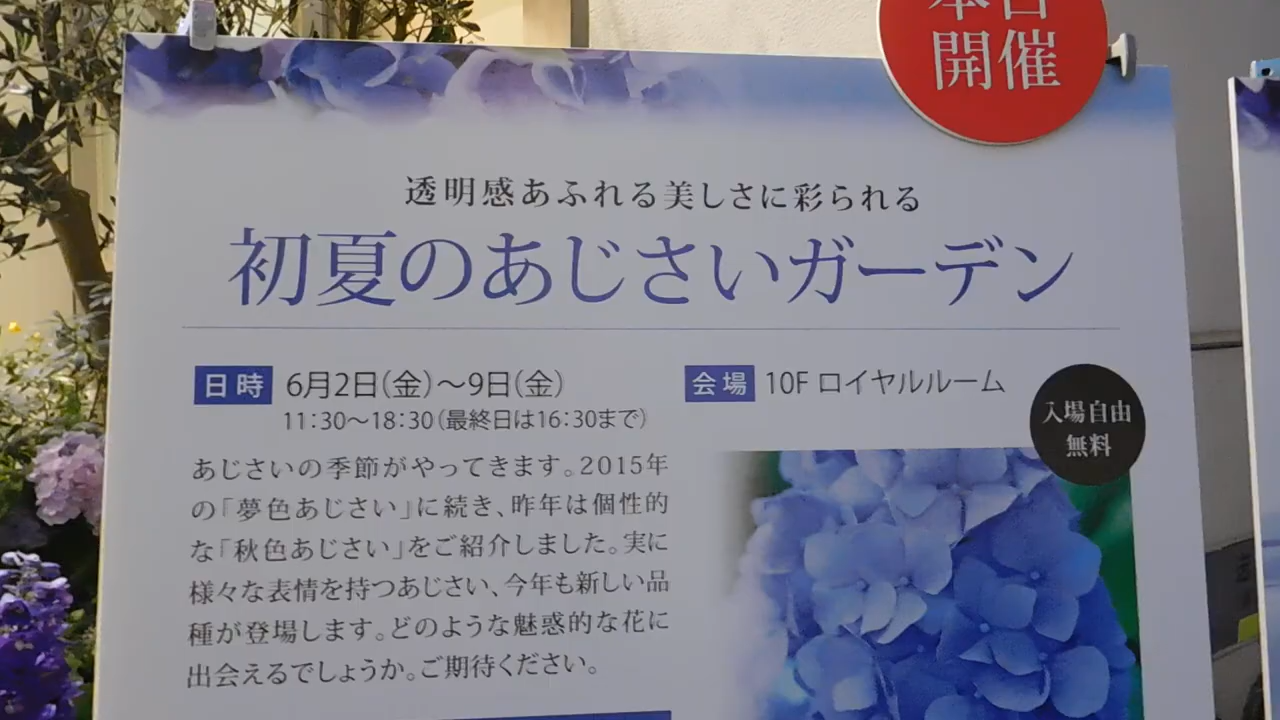 本日
開催
透明感あふれる美しさに彩られる
初夏のあじさいガーデン
日時 6月2日(金)～9日(金)
11:30～18:30(最終日は16:30まで)
会場 10F ロイヤルルーム
入場自由
無料
あじさいの季節がやってきます。2015年
の「夢色あじさい」に続き、昨年は個性的
な「秋色あじさい」をご紹介しました。実に
様々な表情を持つあじさい、今年も新しい品
種が登場します。どのような魅惑的な花に
出会えるでしょうか。ご期待ください。